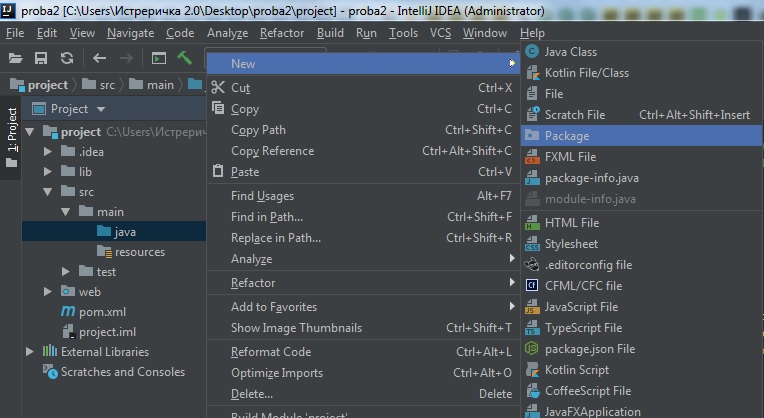 proba2 [C:\Users\Истреричка 2.0\Desktop\proba2\project] - proba2 - IntelliJ IDEA (Administrator)
File Edit View Navigate Code Analyze Refactor Build Run Tools VCS Window Help
project src main
1: Project
Project
project C:\Users\Истрери
.idea
lib
src
main
java
resources
test
web
pom.xml
project.iml
External Libraries
Scratches and Consoles
New
Cut Ctrl+X
Copy Ctrl+C
Copy Path Ctrl+Shift+C
Copy Reference Ctrl+Alt+Shift+C
Paste Ctrl+V
Find Usages Alt+F7
Find in Path... Ctrl+Shift+F
Replace in Path... Ctrl+Shift+R
Analyze
Refactor
Add to Favorites
Show Image Thumbnails Ctrl+Shift+T
Reformat Code Ctrl+Alt+L
Optimize Imports Ctrl+Alt+O
Delete... Delete
Build Module 'project'
Java Class
Kotlin File/Class
File
Scratch File Ctrl+Alt+Shift+Insert
Package
FXML File
package-info.java
module-info.java
HTML File
Stylesheet
.editorconfig file
CFML/CFC file
JavaScript File
TypeScript File
package.json File
Kotlin Script
CoffeeScript File
JavaFXApplication